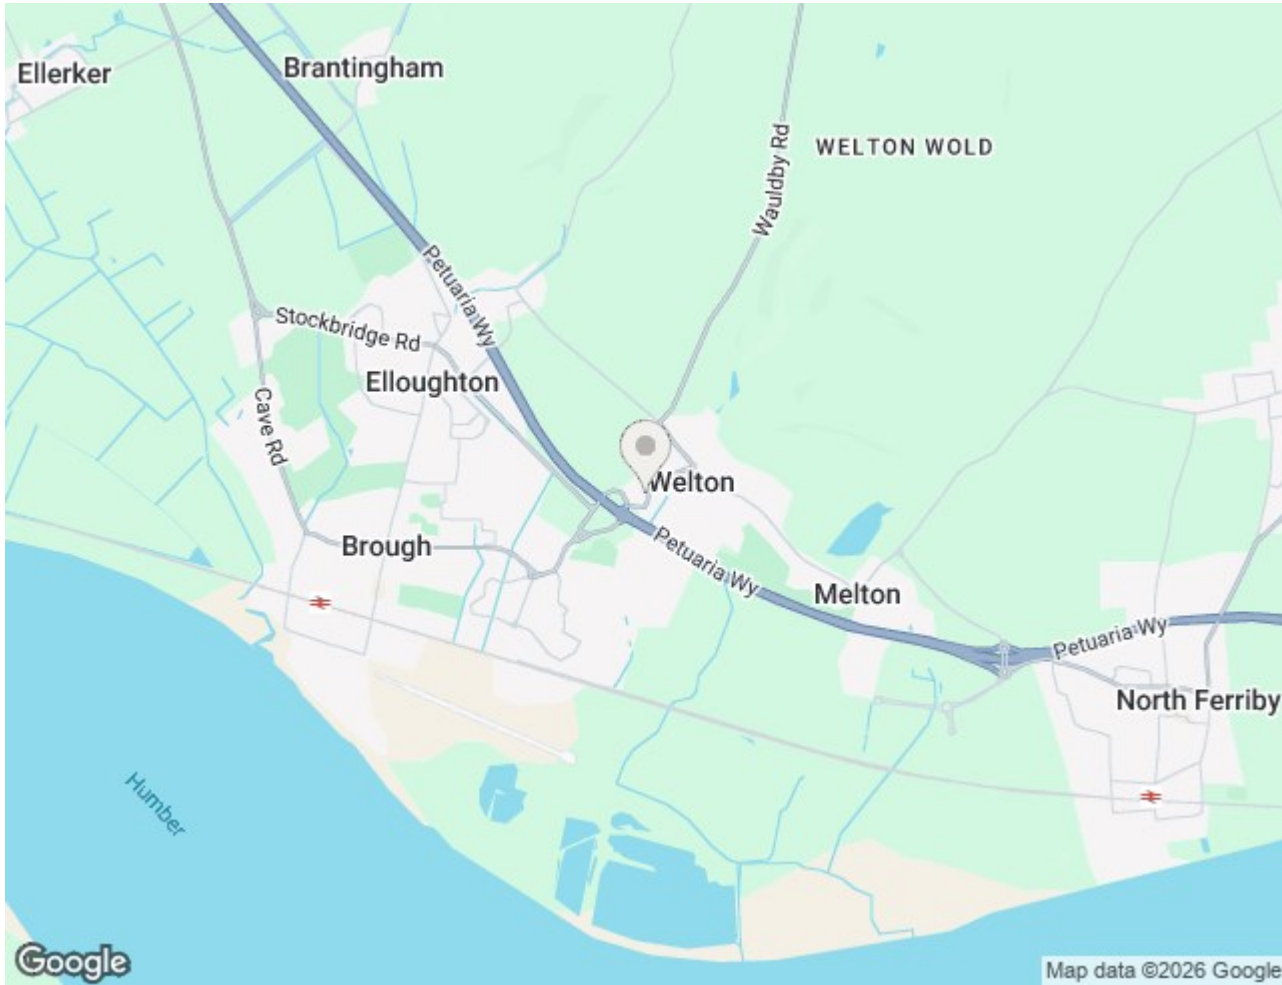 Ellerker
Brantingham
WELTON WOLD
Wauldby Rd
Petuaria Wy
Stockbridge Rd
Elloughton
Cave Rd
Welton
Brough
Petuaria Wy
Melton
Petuaria Wy
North Ferriby
Humber
Google
Map data ©2026 Google